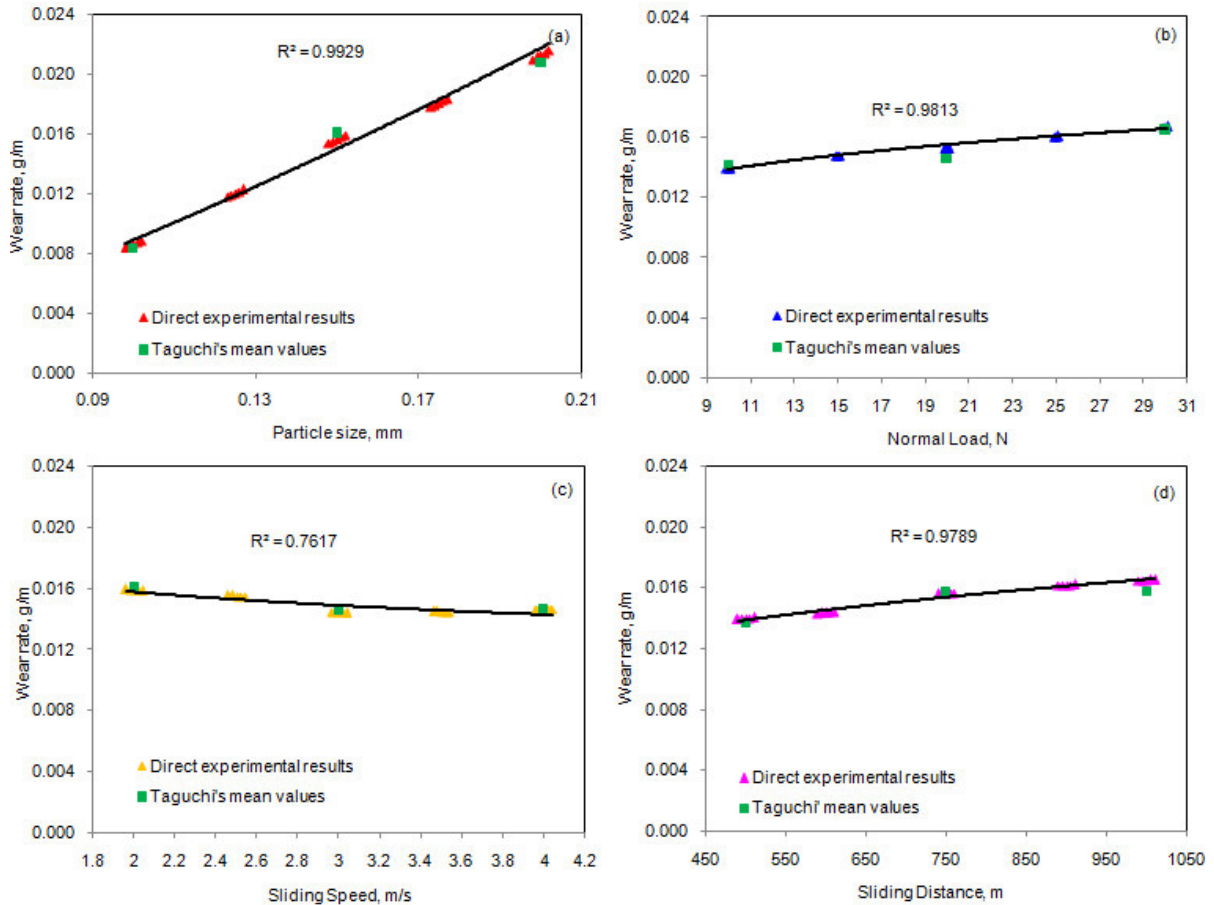 0.024
0.020
0.016
0.012
0.008
0.004
0.000
Wear rate, g/m
(a)
R² = 0.9929
Direct experimental results
Taguchi's mean values
0.09 0.13 0.17 0.21
Particle size, mm
0.024
0.020
0.016
0.012
0.008
0.004
0.000
Wear rate, g/m
(b)
R² = 0.9813
Direct experimental results
Taguchi's mean values
9 11 13 15 17 19 21 23 25 27 29 31
Normal Load, N
0.024
0.020
0.016
0.012
0.008
0.004
0.000
Wear rate, g/m
(c)
R² = 0.7617
Direct experimental results
Taguchi's mean values
1.8 2 2.2 2.4 2.6 2.8 3 3.2 3.4 3.6 3.8 4 4.2
Sliding Speed, m/s
0.024
0.020
0.016
0.012
0.008
0.004
0.000
Wear rate, g/m
(d)
R² = 0.9789
Direct experimental results
Taguchi' mean values
450 550 650 750 850 950 1050
Sliding Distance, m